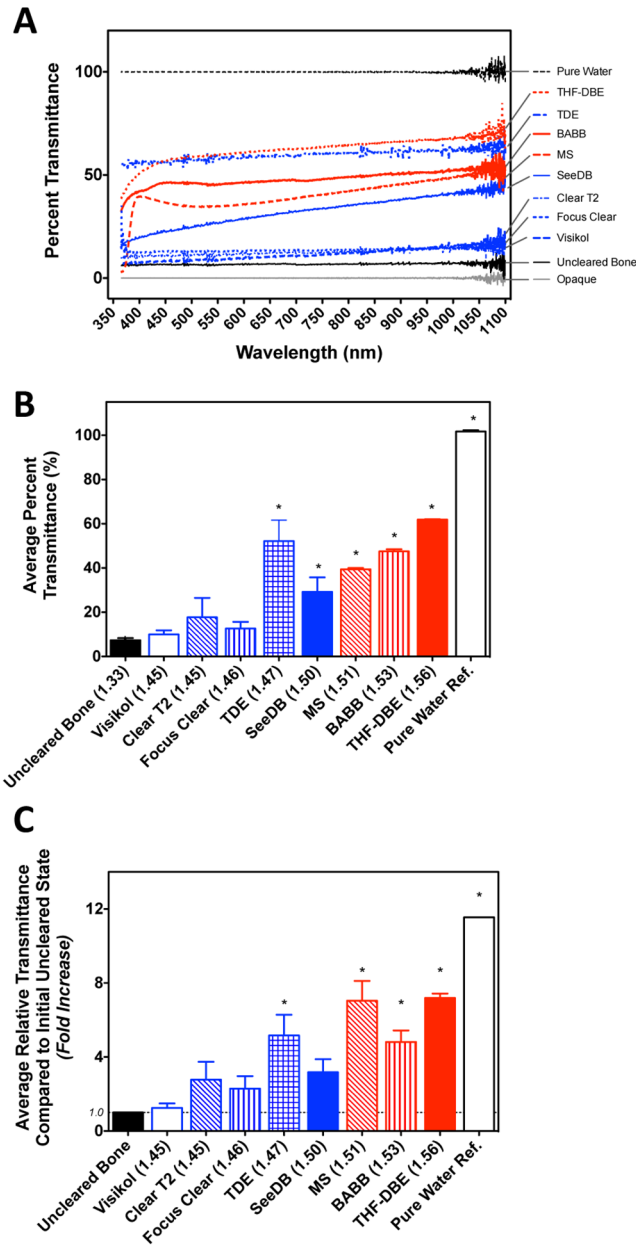 A
Percent Transmittance
100
50
0
350
400
450
500
550
600
650
700
750
800
850
900
950
1000
1050
1100
Wavelength (nm)
Pure Water
THF-DBE
TDE
BABB
MS
SeeDB
Clear T2
Focus Clear
Visikol
Uncleared Bone
Opaque
B
Average Percent
Transmittance (%)
100
80
60
40
20
0
*
*
*
*
*
*
Uncleared Bone (1.33)
Visikol (1.45)
Clear T2 (1.45)
Focus Clear (1.46)
TDE (1.47)
SeeDB (1.50)
MS (1.51)
BABB (1.53)
THF-DBE (1.56)
Pure Water Ref.
C
Average Relative Transmittance
Compared to Initial Uncleared State
(Fold Increase)
12
8
4
1.0
0
*
*
*
*
*
Uncleared Bone
Visikol (1.45)
Clear T2 (1.45)
Focus Clear (1.46)
TDE (1.47)
SeeDB (1.50)
MS (1.51)
BABB (1.53)
THF-DBE (1.56)
Pure Water Ref.